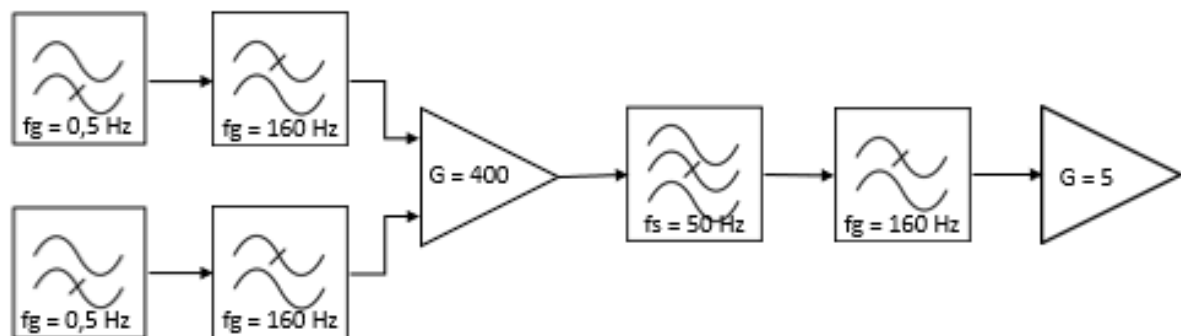 fg = 0,5 Hz
fg = 160 Hz
G = 400
fs = 50 Hz
fg = 160 Hz
G = 5
fg = 0,5 Hz
fg = 160 Hz